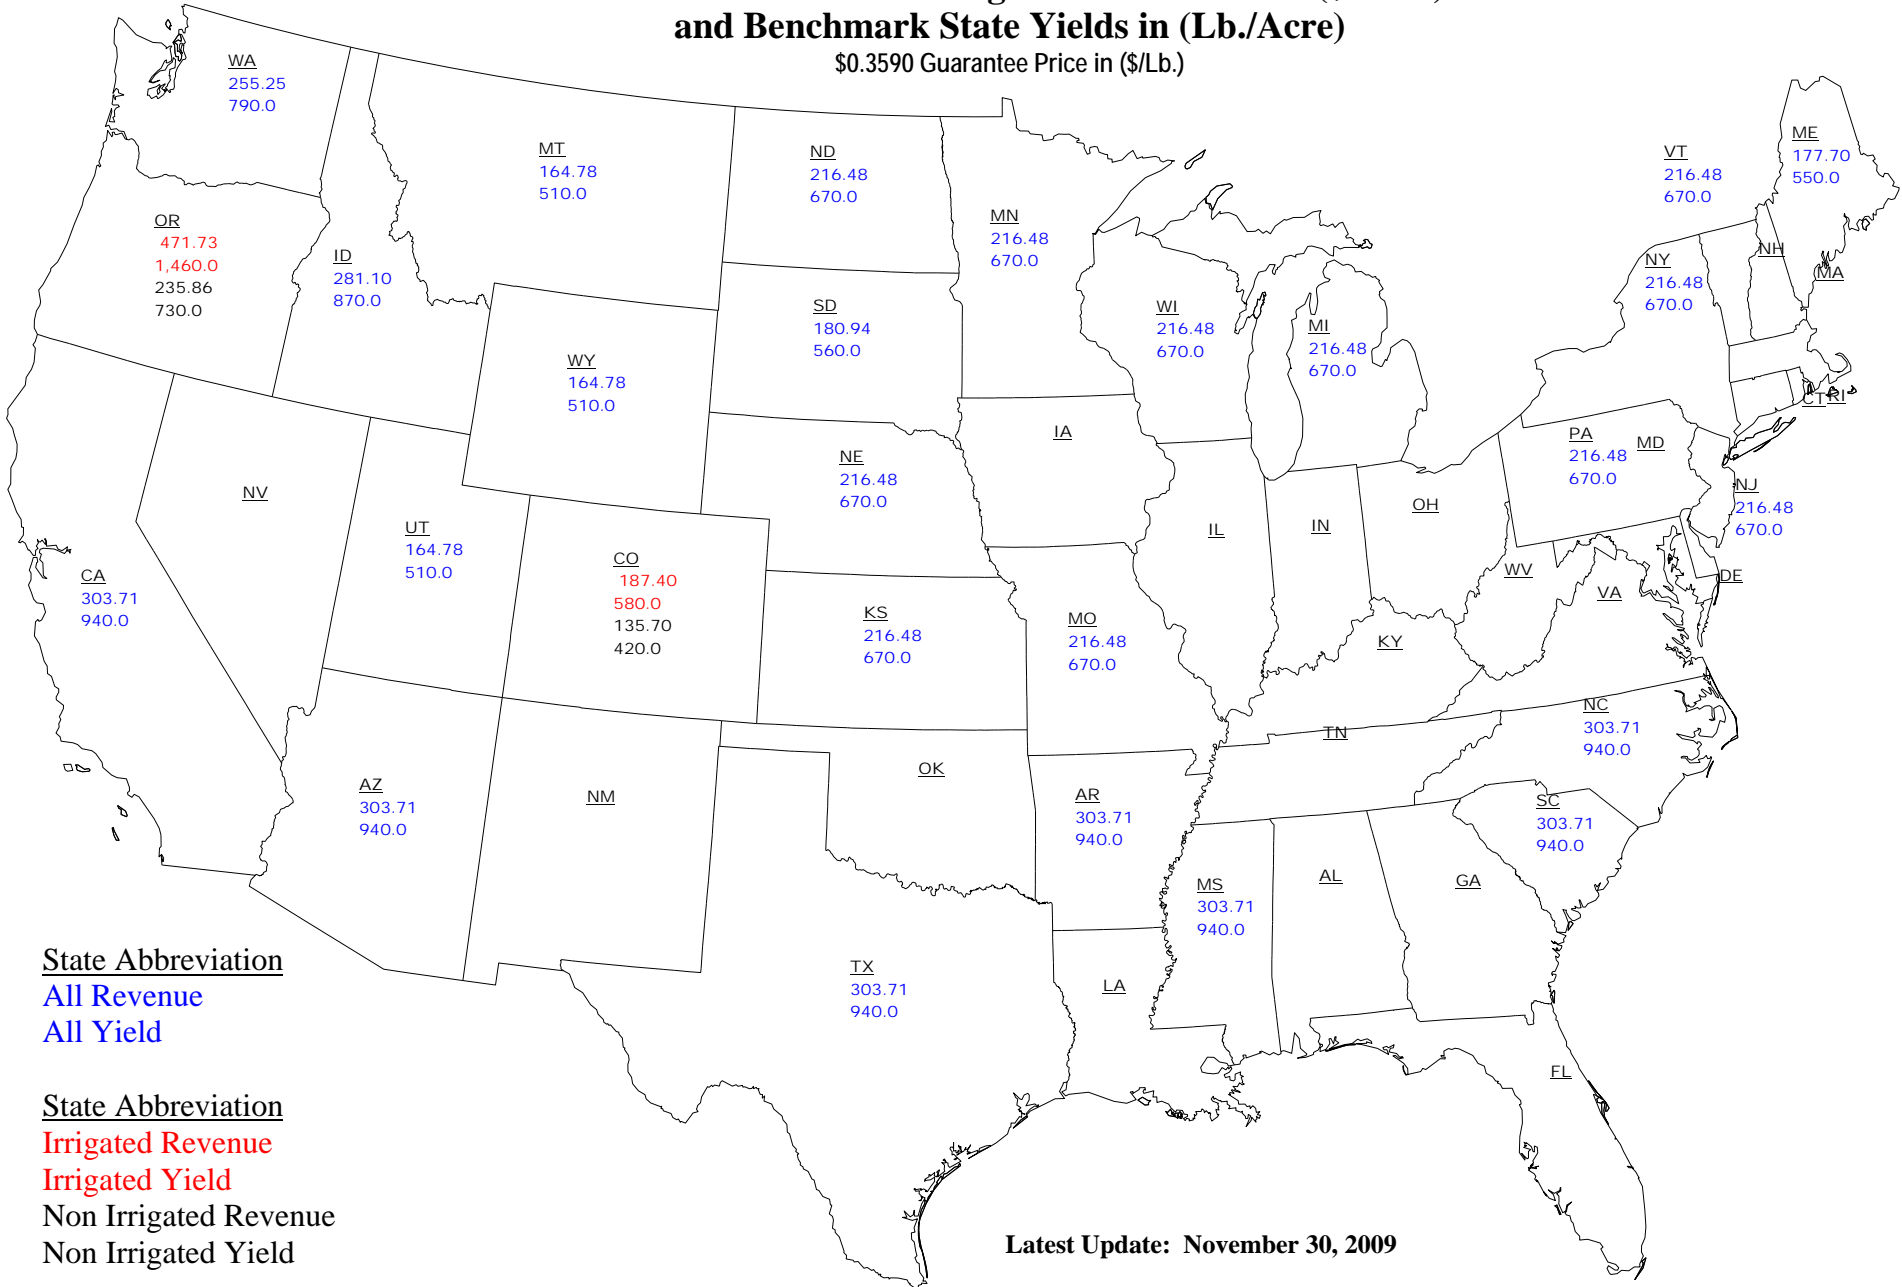 and Benchmark State Yields in (Lb./Acre)
$0.3590 Guarantee Price in ($/Lb.)
WA
255.25
790.0
MT
164.78
510.0
ND
216.48
670.0
MN
216.48
670.0
VT
216.48
670.0
ME
177.70
550.0
OR
471.73
1,460.0
235.86
730.0
ID
281.10
870.0
NH
MA
NY
216.48
670.0
SD
180.94
560.0
WI
216.48
670.0
MI
216.48
670.0
WY
164.78
510.0
CT
RI
IA
PA
216.48
670.0
MD
NE
216.48
670.0
NV
NJ
216.48
670.0
UT
164.78
510.0
IL
IN
OH
CO
187.40
580.0
135.70
420.0
CA
303.71
940.0
WV
DE
VA
KS
216.48
670.0
MO
216.48
670.0
KY
NC
303.71
940.0
TN
AZ
303.71
940.0
NM
OK
AR
303.71
940.0
SC
303.71
940.0
MS
303.71
940.0
AL
GA
TX
303.71
940.0
LA
FL
State Abbreviation
All Revenue
All Yield
State Abbreviation
Irrigated Revenue
Irrigated Yield
Non Irrigated Revenue
Non Irrigated Yield
Latest Update: November 30, 2009